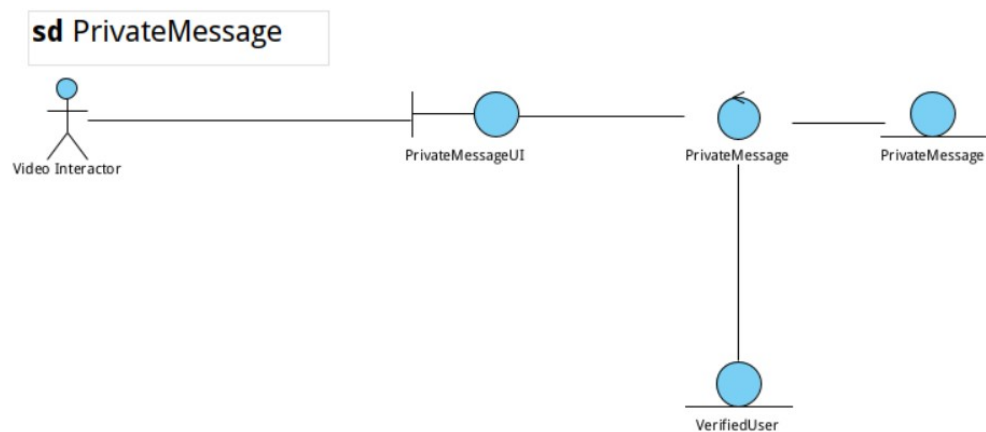 sd PrivateMessage
Video Interactor
PrivateMessageUI
PrivateMessage
PrivateMessage
VerifiedUser